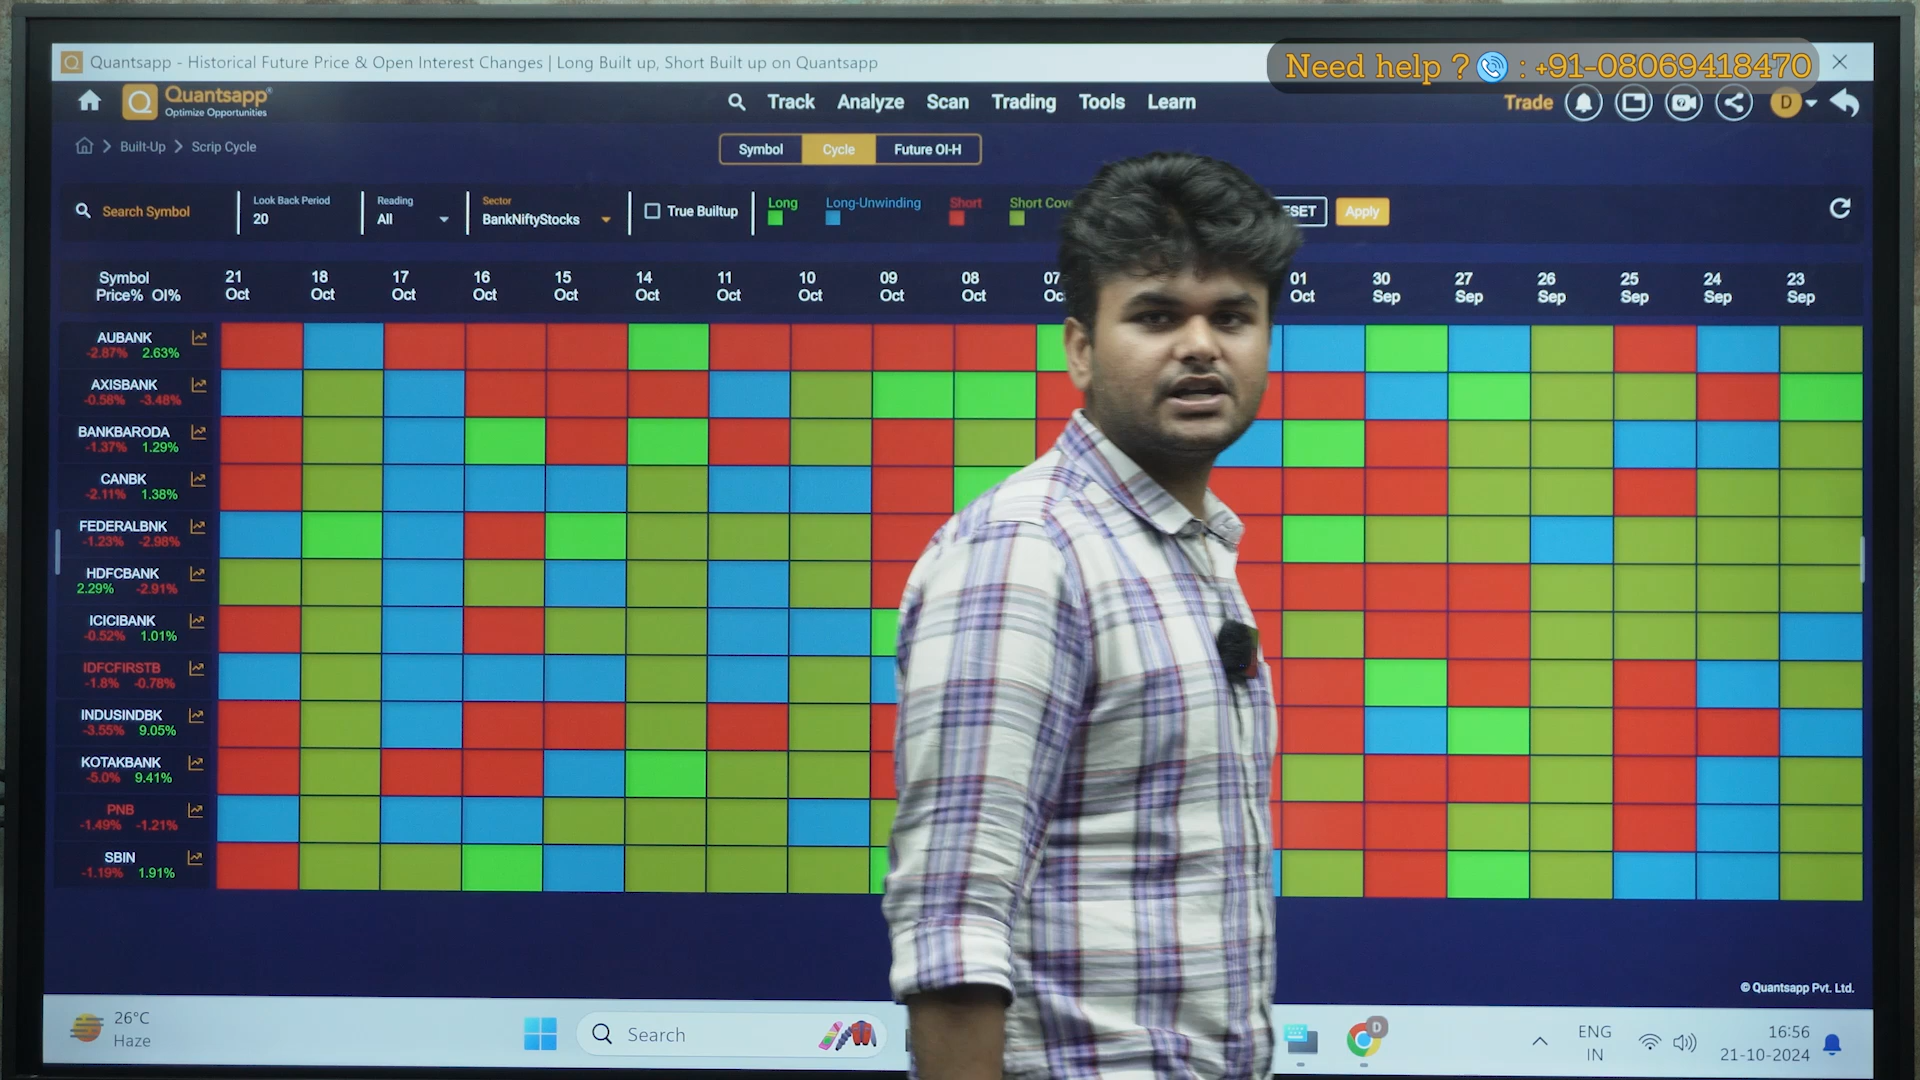 Quantsapp - Historical Future Price & Open Interest Changes | Long Built up, Short Built up on Quantsapp
Need help ? : +91-08069418470
Quantsapp
Optimize Opportunities
Track Analyze Scan Trading Tools Learn
Trade
D
Built-Up Scrip Cycle
Symbol Cycle Future OI-H
Search Symbol
Look Back Period
20
Reading
All
Sector
BankNiftyStocks
True Builtup
Long Long-Unwinding Short Short
Apply
Symbol
Price% OI%
21 Oct
18 Oct
17 Oct
16 Oct
15 Oct
14 Oct
11 Oct
10 Oct
09 Oct
08 Oct
07
01 Oct
30 Sep
27 Sep
26 Sep
25 Sep
24 Sep
23 Sep
AUBANK
-2.87% 2.63%
AXISBANK
-0.58% -3.48%
BANKBARODA
-1.37% 1.29%
CANBK
-2.11% 1.38%
FEDERALBNK
-1.23% -2.98%
HDFCBANK
2.29% -2.91%
ICICIBANK
-0.52% 1.01%
IDFCFIRSTB
-1.8% -0.78%
INDUSINDBK
-3.55% 9.05%
KOTAKBANK
-5.0% 9.41%
PNB
-1.49% -1.21%
SBIN
-1.19% 1.91%
© Quantsapp Pvt. Ltd.
26°C
Haze
Search
D
ENG
IN
16:56
21-10-2024